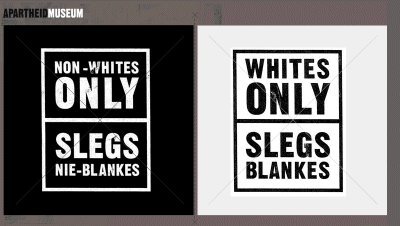 APARTHEIDMUSEUM
NON-WHITES
ONLY
SLEGS
NIE-BLANKES
WHITES
ONLY
SLEGS
BLANKES